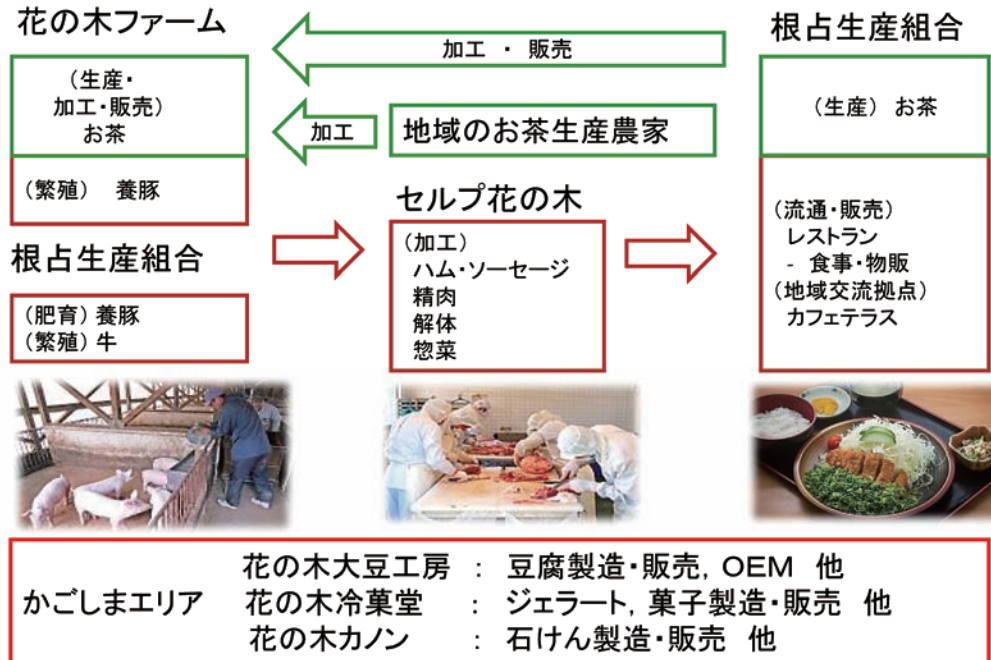 花の木ファーム
(生産・
加工・販売)
お茶
(繁殖) 養豚
根占生産組合
(肥育) 養豚
(繁殖) 牛
加工 ・ 販売
加工
地域のお茶生産農家
セルプ花の木
(加工)
ハム・ソーセージ
精肉
解体
惣菜
根占生産組合
(生産) お茶
(流通・販売)
レストラン
- 食事・物販
(地域交流拠点)
カフェテラス
かごしまエリア
花の木大豆工房 : 豆腐製造・販売, OEM 他
花の木冷菓堂 : ジェラート, 菓子製造・販売 他
花の木カノン : 石けん製造・販売 他